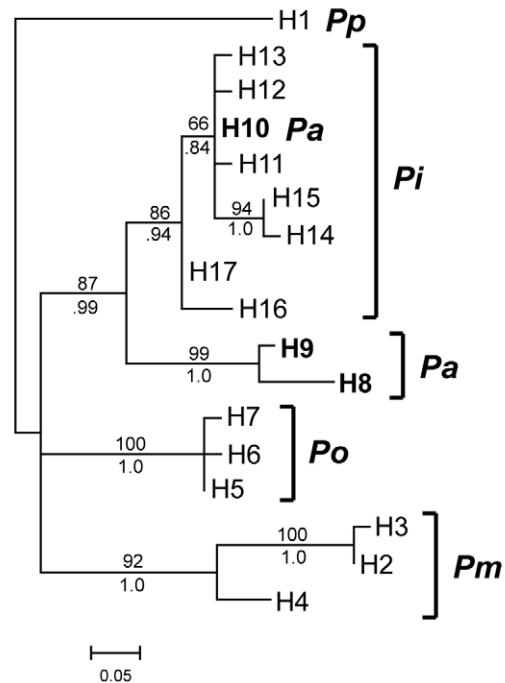 H1 Pp
H13
H12
66
H10 Pa
.84
H11
Pi
94
H15
1.0
H14
86
.94
H17
H16
87
.99
H9
99
1.0
Pa
H8
H7
100
H6
Po
1.0
H5
H3
100
1.0
H2
Pm
92
1.0
H4
0.05